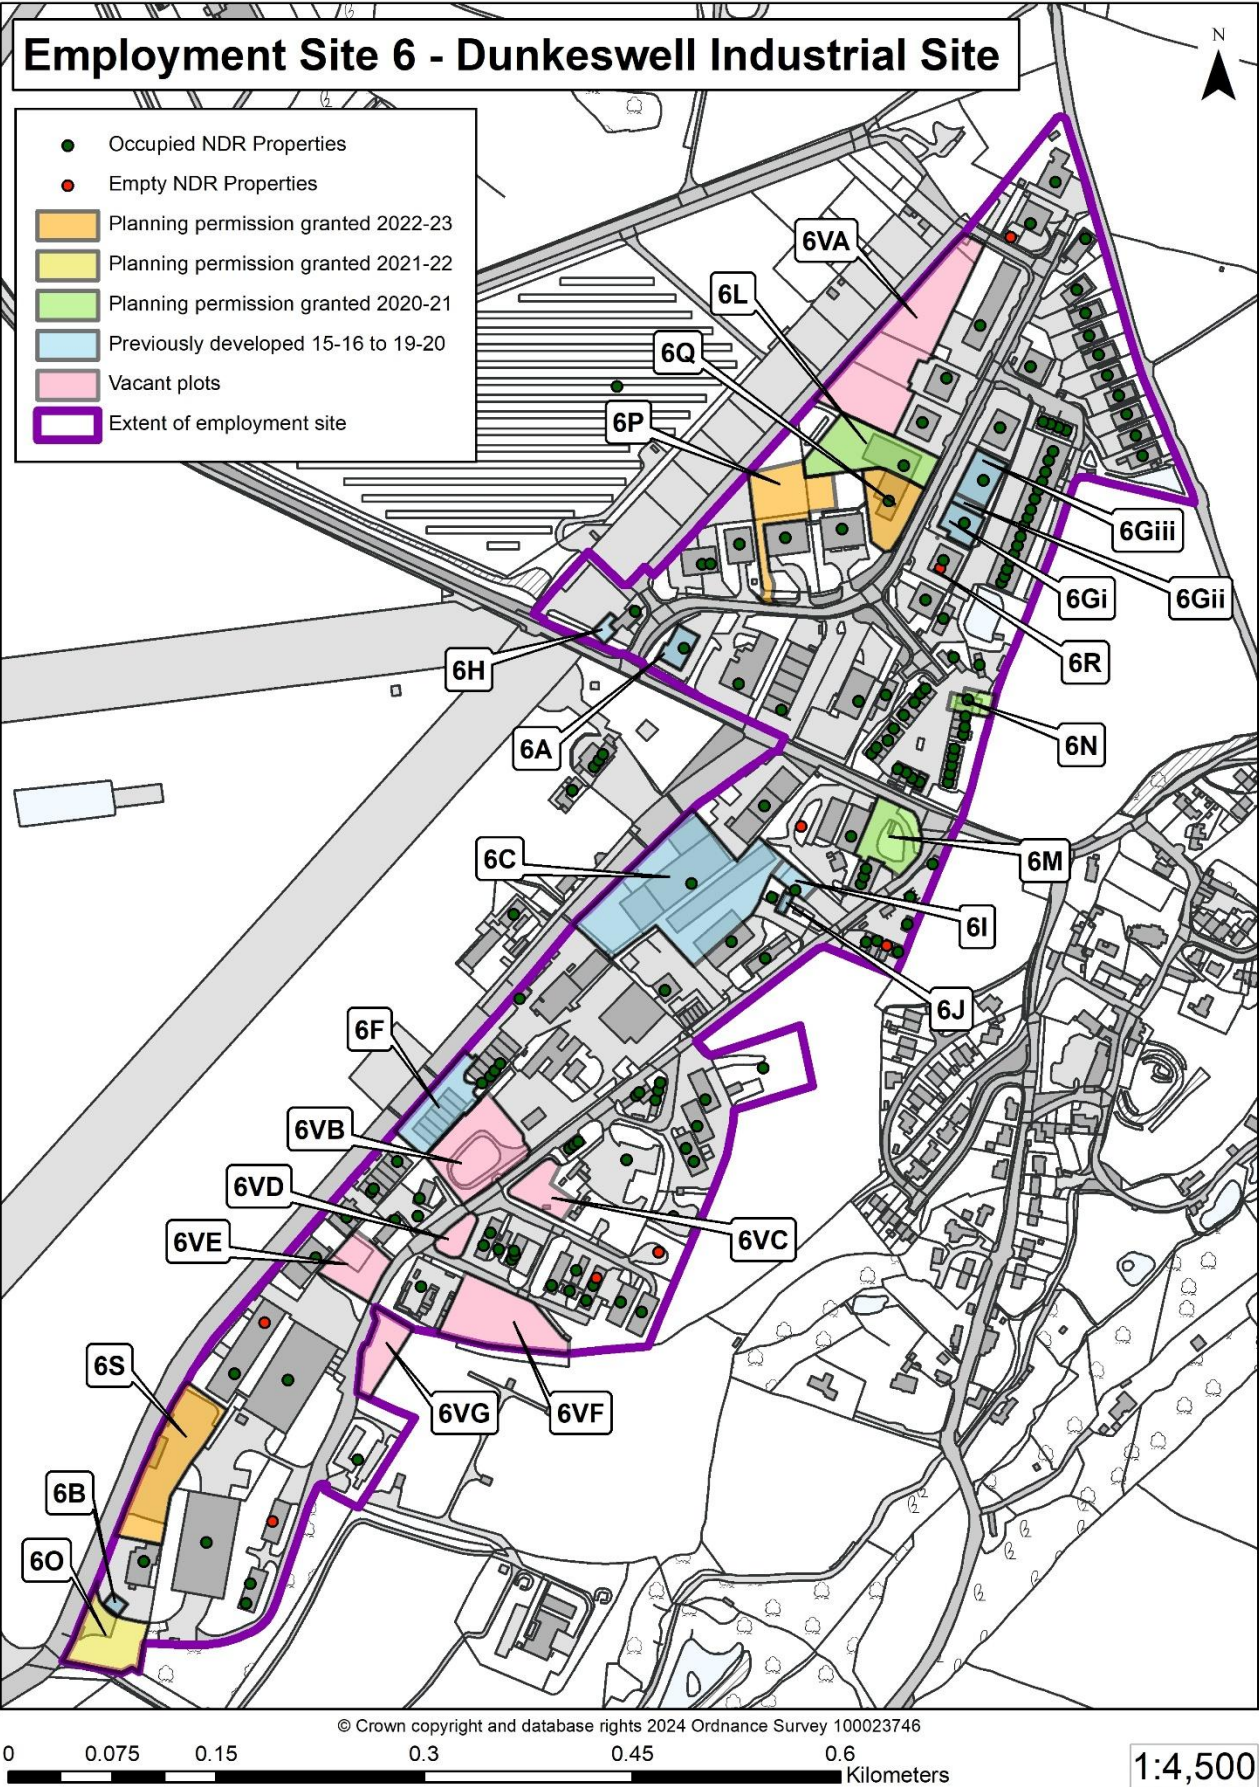 Employment Site 6 - Dunkeswell Industrial Site
N
Occupied NDR Properties
Empty NDR Properties
Planning permission granted 2022-23
Planning permission granted 2021-22
Planning permission granted 2020-21
Previously developed 15-16 to 19-20
Vacant plots
Extent of employment site
6VA
6L
6Q
6P
6Giii
6Gi
6Gii
6H
6R
6A
6N
6C
6M
6I
6J
6F
6VB
6VD
6VE
6VC
6S
6VG
6VF
6B
6O
© Crown copyright and database rights 2024 Ordnance Survey 100023746
0 0.075 0.15 0.3 0.45 0.6
Kilometers
1:4,500